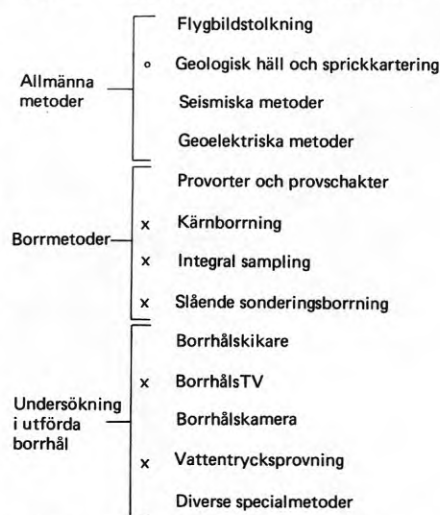 Allmänna
metoder
Flygbildstolkning
o Geologisk häll och sprickkartering
Seismiska metoder
Geoelektriska metoder
Borrmetoder
Provorter och provschakter
x Kärnborrning
x Integral sampling
x Slående sonderingsborrning
Undersökning
i utförda
borrhål
Borrhålskikare
x BorrhålsTV
Borrhålskamera
x Vattentrycksprovning
Diverse specialmetoder